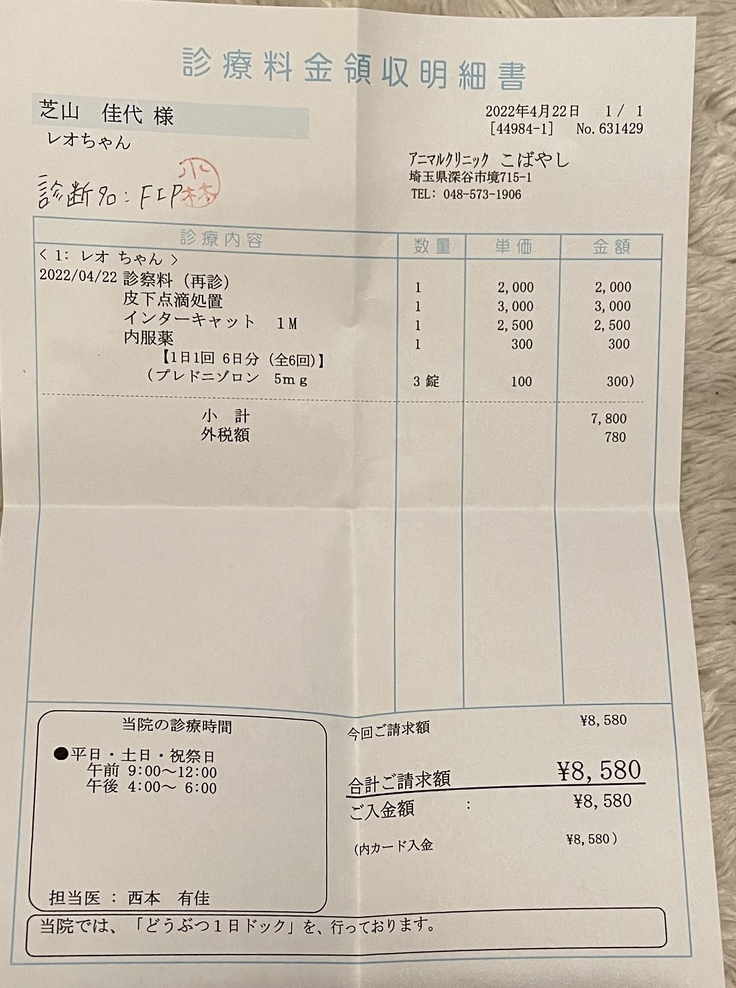 診療料金領収明細書
芝山 佳代 様
レオちゃん
2022年4月22日 1/ 1
[44984-1] No.631429
アニマルクリニック こばやし
埼玉県深谷市境715-1
TEL: 048-573-1906
診断名:FIP
小林
診療内容 数量 単価 金額
< 1: レオ ちゃん >
2022/04/22 診察料(再診) 1 2,000 2,000
皮下点滴処置 1 3,000 3,000
インターキャット 1M 1 2,500 2,500
内服薬 1 300 300
【1日1回 6日分(全6回)】
(プレドニゾロン 5mg 3 錠 100 300)
小 計 7,800
外税額 780
当院の診療時間
●平日・土日・祝祭日
午前 9:00~12:00
午後 4:00~ 6:00
担当医 : 西本 有佳
今回ご請求額 ¥8,580
合計ご請求額 ¥8,580
ご入金額 : ¥8,580
(内カード入金 ¥8,580)
当院では、「どうぶつ1日ドック」を、行っております。